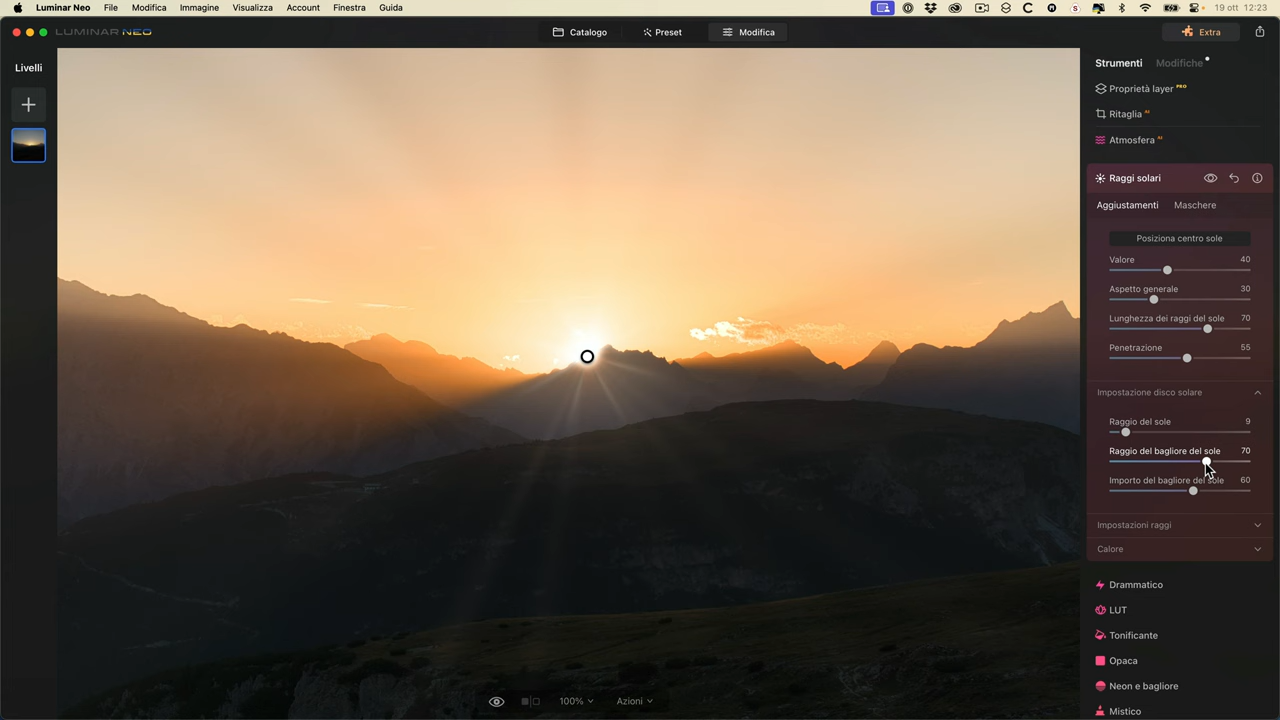 Luminar Neo File Modifica Immagine Visualizza Account Finestra Guida 19 ott 12:23
LUMINAR NEO Catalogo Preset Modifica Extra
Livelli
Strumenti Modifiche
Proprietà layer PRO
Ritaglia AI
Atmosfera AI
Raggi solari
Aggiustamenti Maschere
Posiziona centro sole
Valore 40
Aspetto generale 30
Lunghezza dei raggi del sole 70
Penetrazione 55
Impostazione disco solare
Raggio del sole 9
Raggio del bagliore del sole 70
Importo del bagliore del sole 60
Impostazioni raggi
Calore
Drammatico
LUT
Tonificante
Opaca
Neon e bagliore
Mistico
100% Azioni